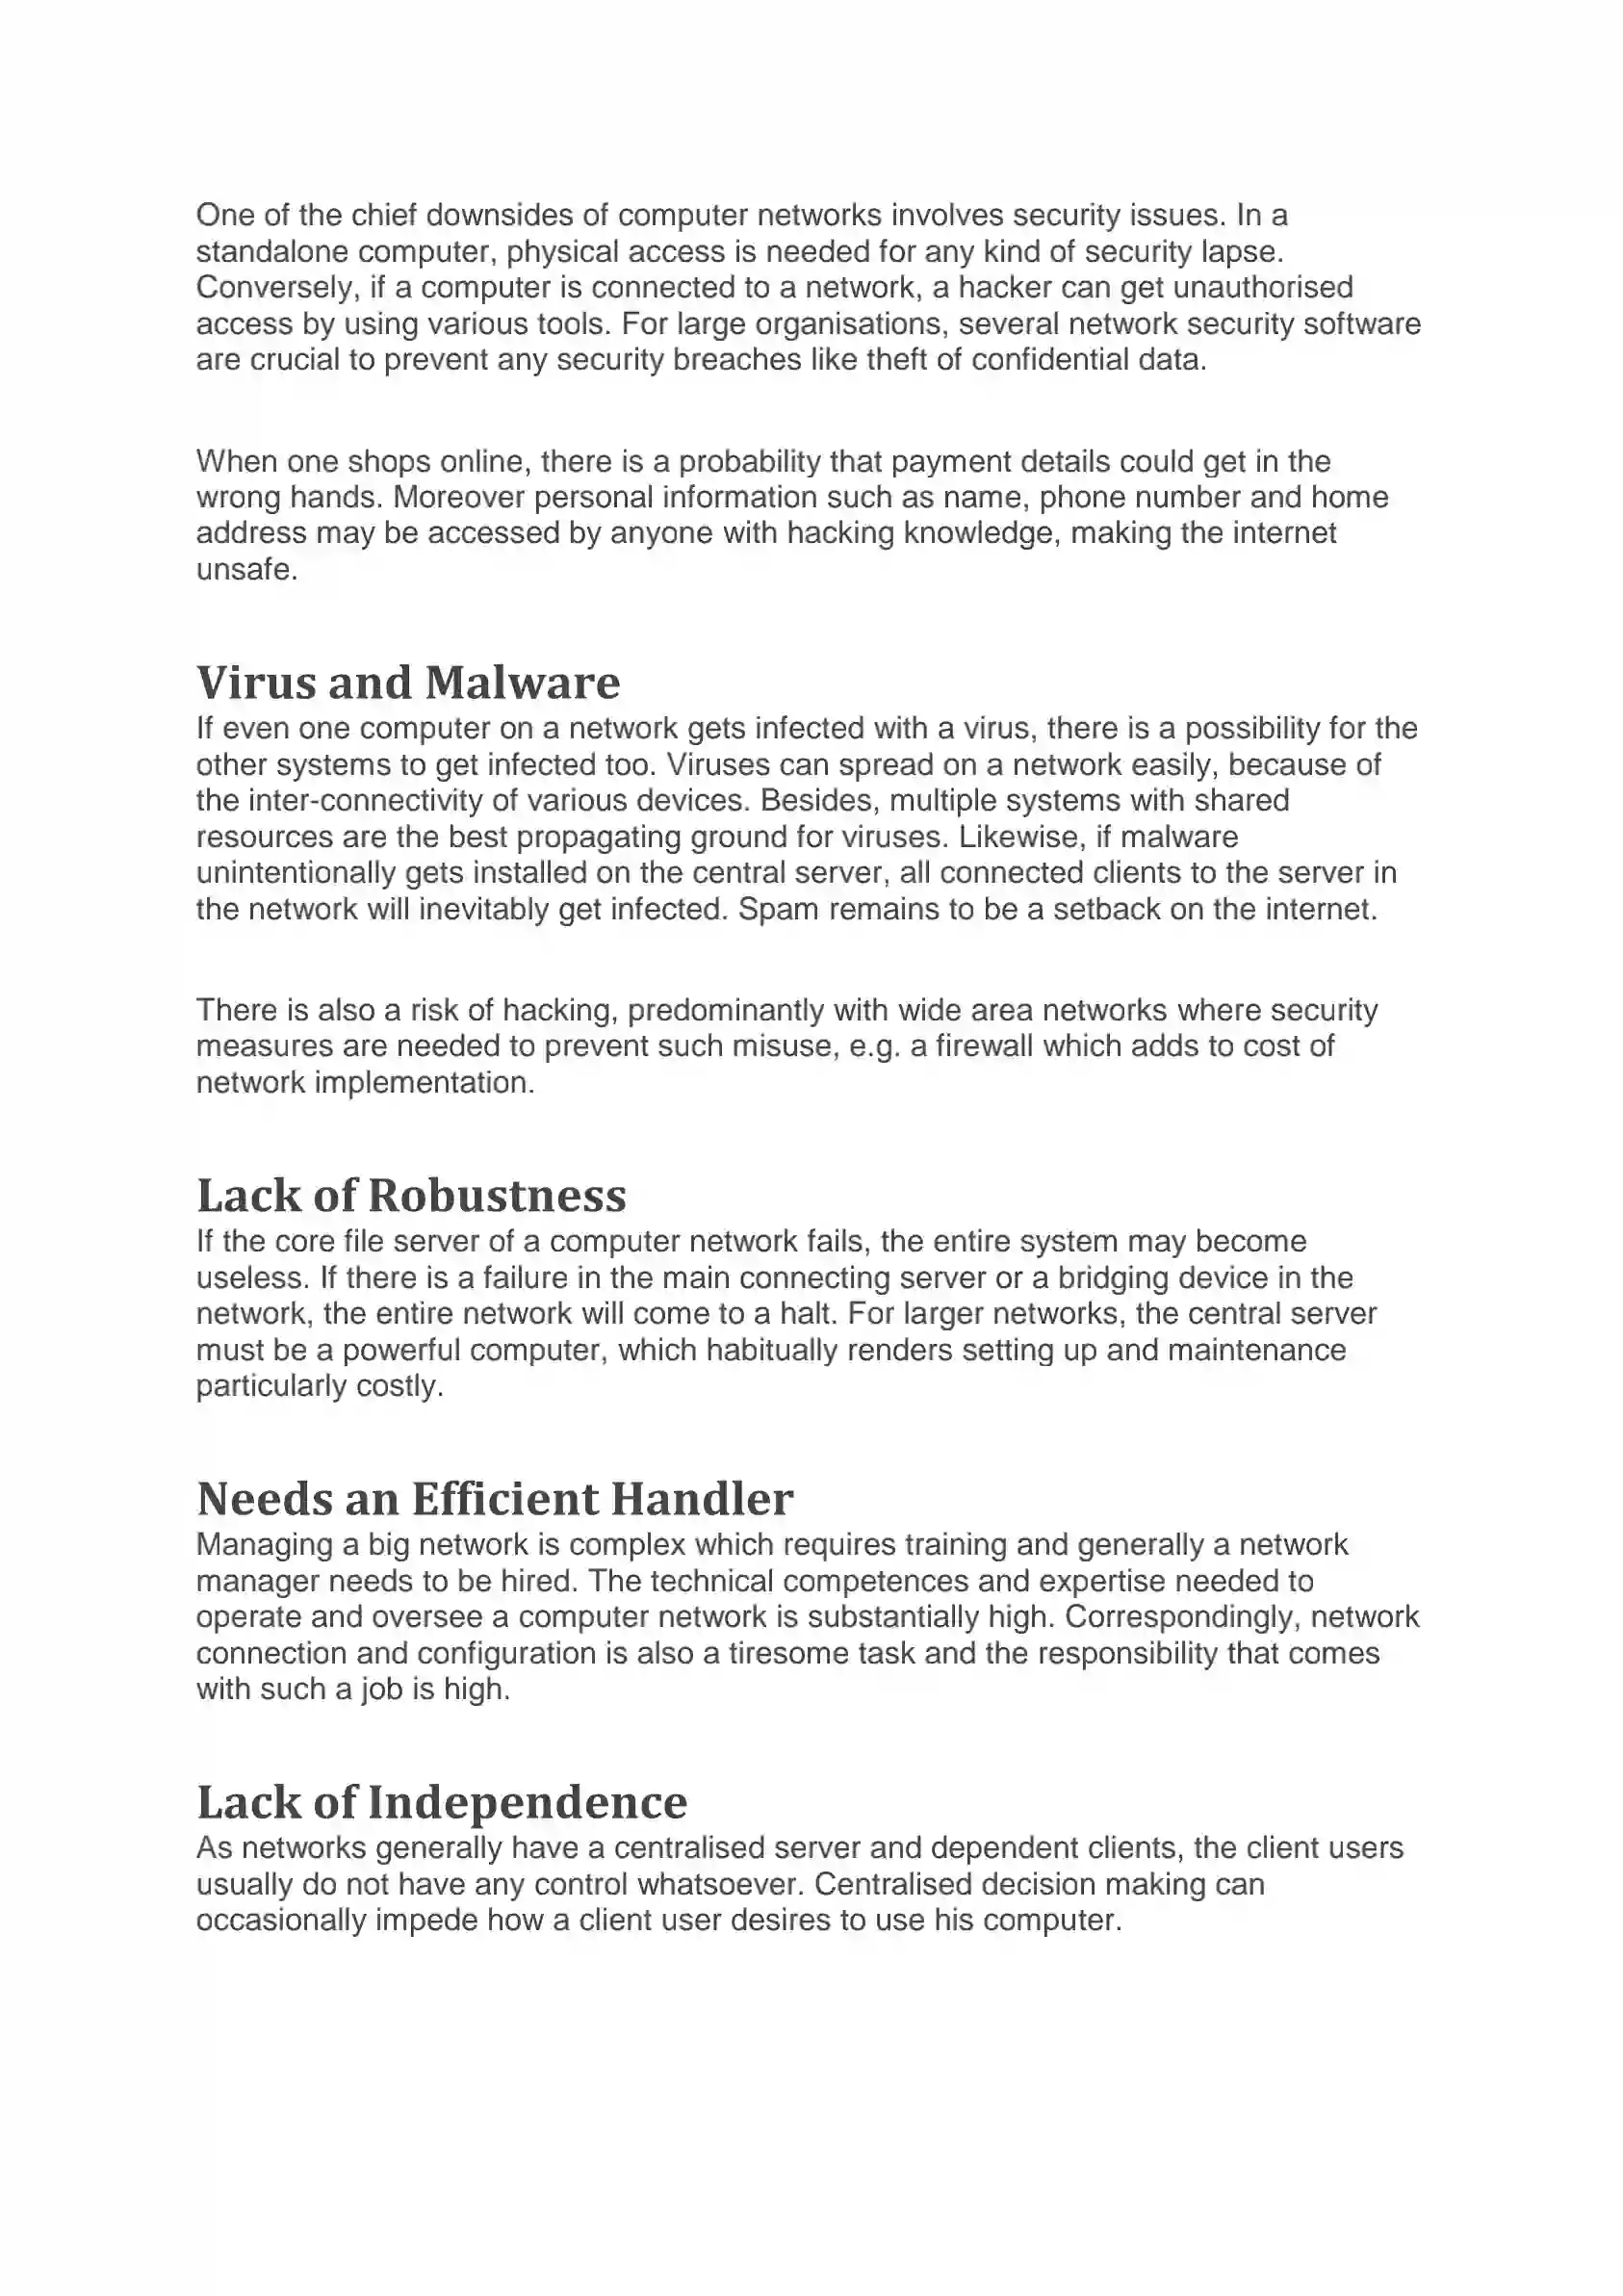 One of the chief downsides of computer networks involves security issues. In a
standalone computer, physical access is needed for any kind of security lapse.
Conversely, if a computer is connected to a network, a hacker can get unauthorised
access by using various tools. For large organisations, several network security software
are crucial to prevent any security breaches like theft of confidential data.
When one shops online, there is a probability that payment details could get in the
wrong hands. Moreover personal information such as name, phone number and home
address may be accessed by anyone with hacking knowledge, making the internet
unsafe.
Virus and Malware
If even one computer on a network gets infected with a virus, there is a possibility for the
other systems to get infected too. Viruses can spread on a network easily, because of
the inter-connectivity of various devices. Besides, multiple systems with shared
resources are the best propagating ground for viruses. Likewise, if malware
unintentionally gets installed on the central server, all connected clients to the server in
the network will inevitably get infected. Spam remains to be a setback on the internet.
There is also a risk of hacking, predominantly with wide area networks where security
measures are needed to prevent such misuse, e.g. a firewall which adds to cost of
network implementation.
Lack of Robustness
If the core file server of a computer network fails, the entire system may become
useless. If there is a failure in the main connecting server or a bridging device in the
network, the entire network will come to a halt. For larger networks, the central server
must be a powerful computer, which habitually renders setting up and maintenance
particularly costly.
Needs an Efficient Handler
Managing a big network is complex which requires training and generally a network
manager needs to be hired. The technical competences and expertise needed to
operate and oversee a computer network is substantially high. Correspondingly, network
connection and configuration is also a tiresome task and the responsibility that comes
with such a job is high.
Lack of Independence
As networks generally have a centralised server and dependent clients, the client users
usually do not have any control whatsoever. Centralised decision making can
occasionally impede how a client user desires to use his computer.